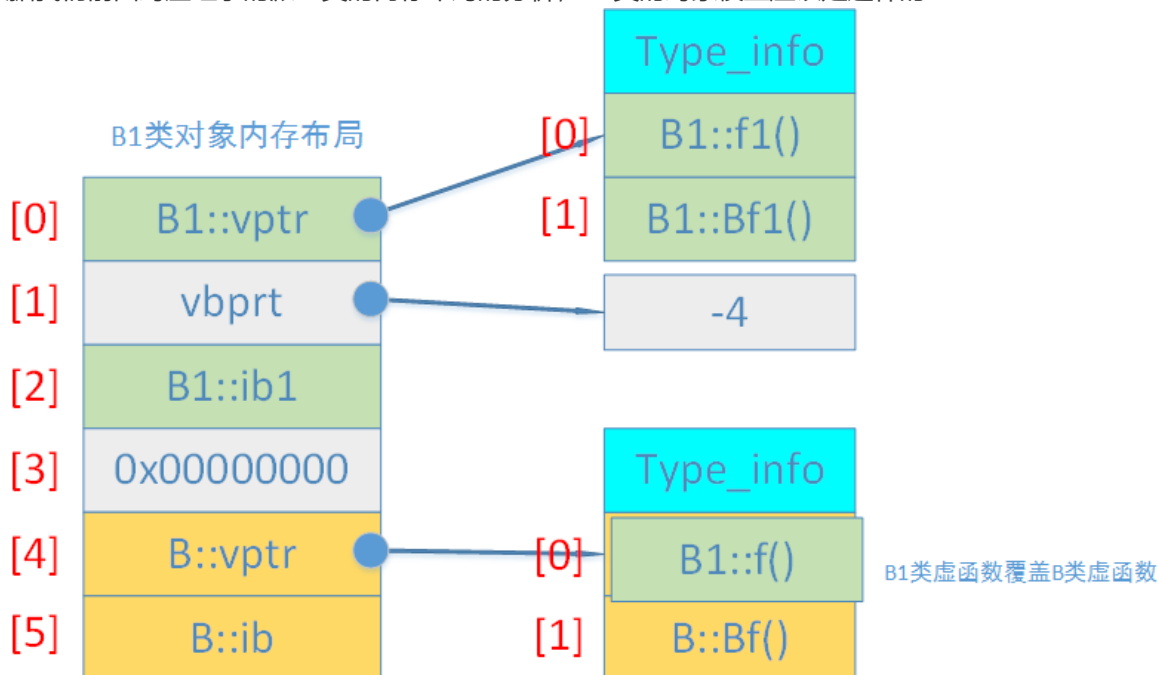 Type_info
B1类对象内存布局
[0] B1::f1()
[0] B1::vptr
[1] B1::Bf1()
[1] vbprt
-4
[2] B1::ib1
[3] 0x00000000
Type_info
[4] B::vptr
[0] B1::f()
B1类虚函数覆盖B类虚函数
[5] B::ib
[1] B::Bf()